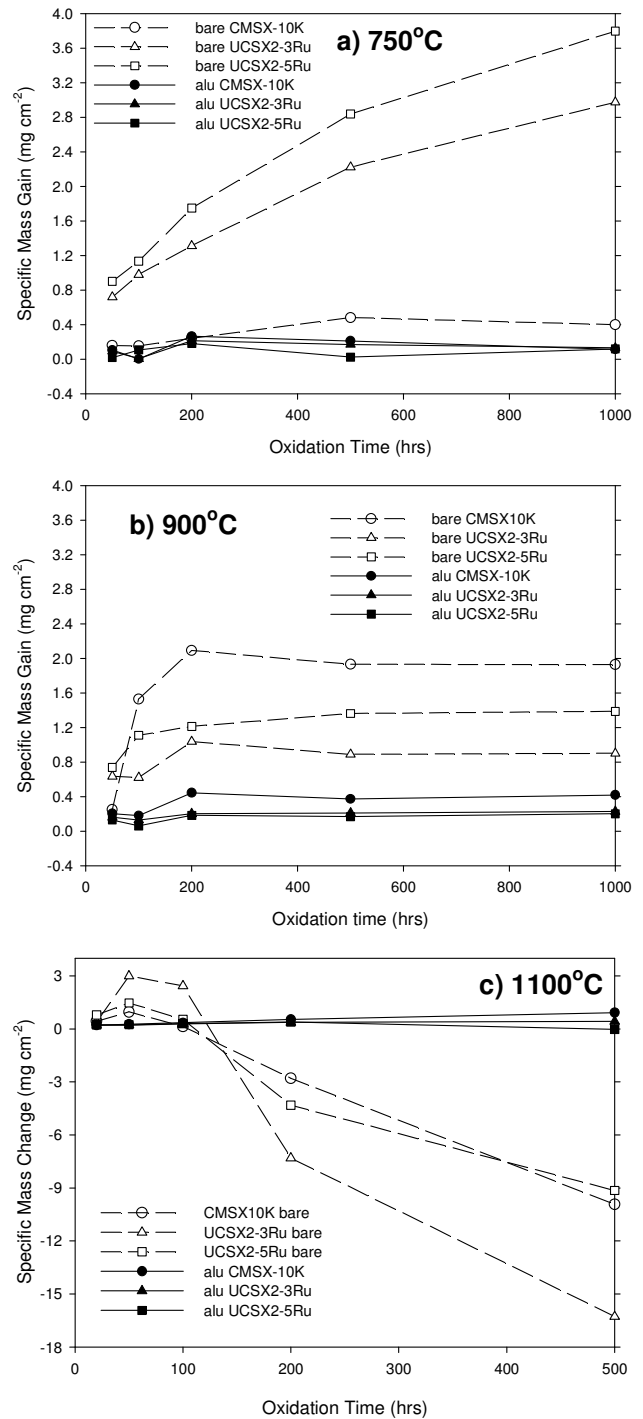 a) 750°C
bare CMSX-10K
bare UCSX2-3Ru
bare UCSX2-5Ru
alu CMSX-10K
alu UCSX2-3Ru
alu UCSX2-5Ru
Specific Mass Gain (mg cm-2)
4.0
3.6
3.2
2.8
2.4
2.0
1.6
1.2
0.8
0.4
0.0
-0.4
0 200 400 600 800 1000
Oxidation Time (hrs)
b) 900°C
bare CMSX10K
bare UCSX2-3Ru
bare UCSX2-5Ru
alu CMSX-10K
alu UCSX2-3Ru
alu UCSX2-5Ru
Specific Mass Gain (mg cm-2)
4.0
3.6
3.2
2.8
2.4
2.0
1.6
1.2
0.8
0.4
0.0
-0.4
0 200 400 600 800 1000
Oxidation time (hrs)
c) 1100°C
Specific Mass Change (mg cm-2)
3
0
-3
-6
-9
-12
-15
-18
CMSX10K bare
UCSX2-3Ru bare
UCSX2-5Ru bare
alu CMSX-10K
alu UCSX2-3Ru
alu UCSX2-5Ru
0 100 200 300 400 500
Oxidation Time (hrs)